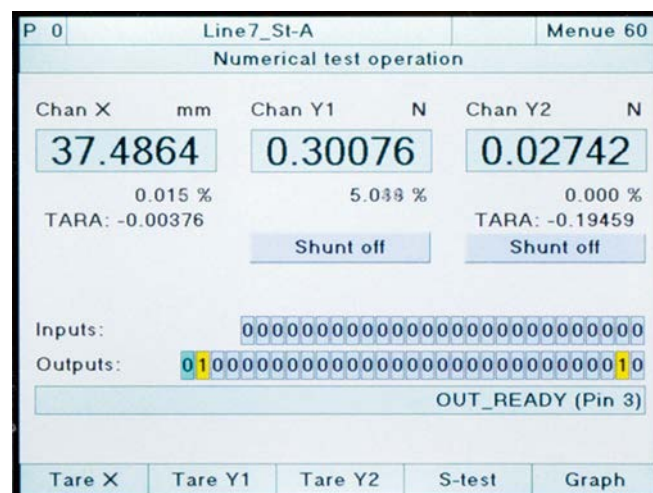 P 0 Line7_St-A Menue 60
Numerical test operation
Chan X mm Chan Y1 N Chan Y2 N
37.4864 0.30076 0.02742
0.015 % % 0.000 %
TARA: -0.00376 TARA: -0.19459
Shunt off Shunt off
Inputs: 0000000000000000000000000000
Outputs: 01000000000000000000000000000010
OUT_READY (Pin 3)
Tare X Tare Y1 Tare Y2 S-test Graph